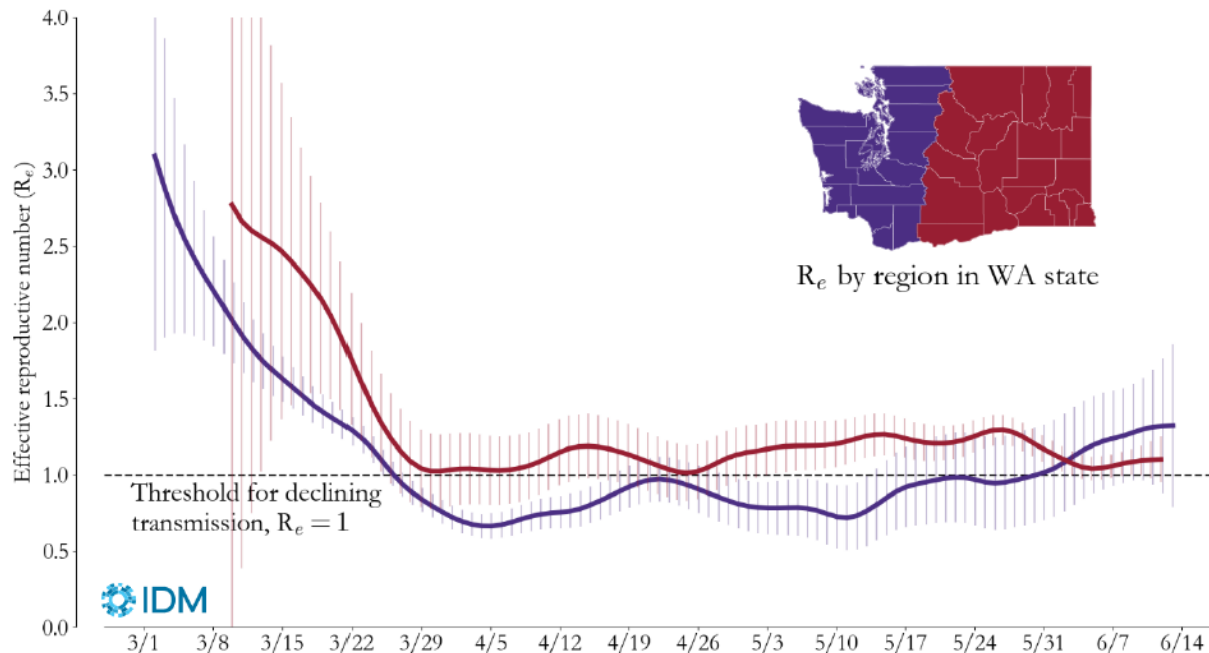 4.0
3.5
3.0
2.5
2.0
1.5
1.0
0.5
0.0
Effective reproductive number (Rₑ)
Rₑ by region in WA state
Threshold for declining
transmission, Rₑ = 1
IDM
3/1 3/8 3/15 3/22 3/29 4/5 4/12 4/19 4/26 5/3 5/10 5/17 5/24 5/31 6/7 6/14